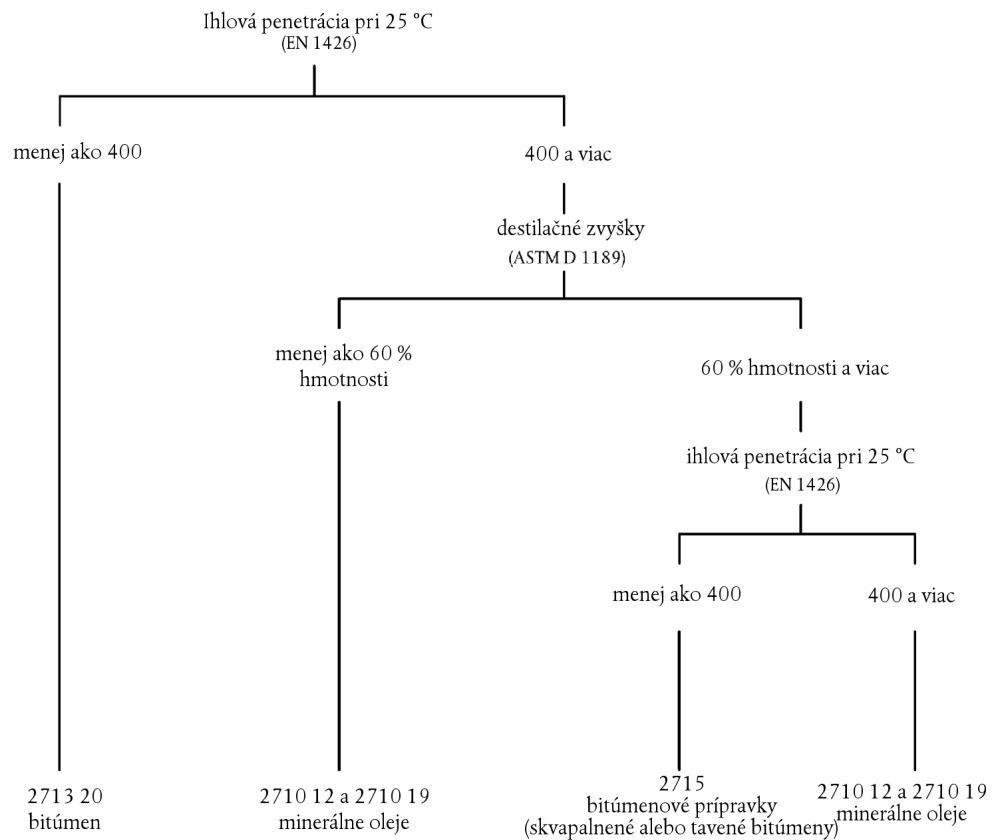 Ihlová penetrácia pri 25 °C
(EN 1426)
menej ako 400
400 a viac
destilačné zvyšky
(ASTM D 1189)
menej ako 60 %
hmotnosti
60 % hmotnosti a viac
ihlová penetrácia pri 25 °C
(EN 1426)
menej ako 400
400 a viac
2713 20
bitúmen
2710 12 a 2710 19
minerálne oleje
2715
bitúmenové prípravky
(skvapalnené alebo tavené bitúmeny)
2710 12 a 2710 19
minerálne oleje